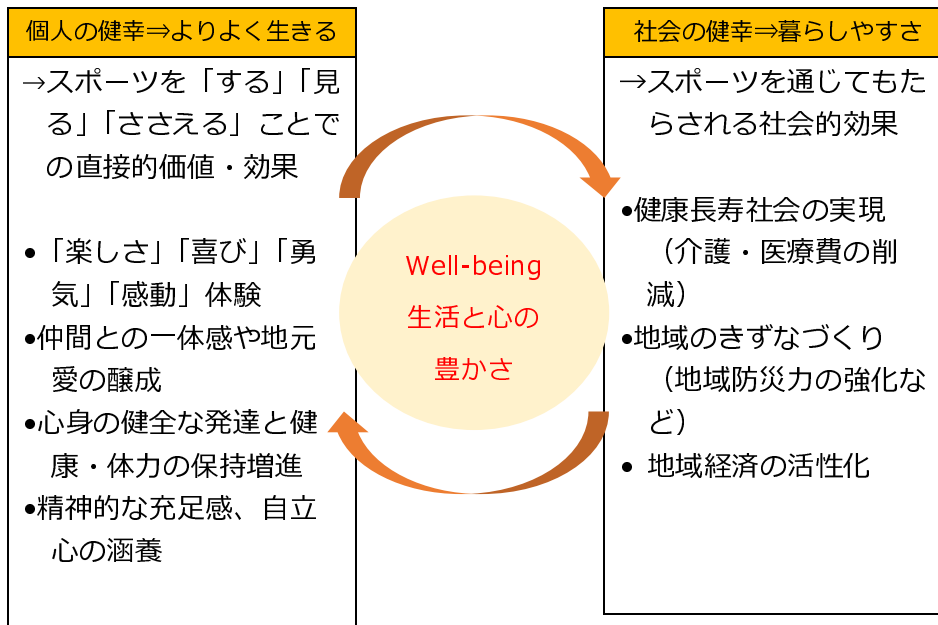 個人の健幸⇒よりよく生きる
→スポーツを「する」「見
る」「ささえる」ことで
の直接的価値・効果
●「楽しさ」「喜び」「勇
気」「感動」体験
●仲間との一体感や地元
愛の醸成
●心身の健全な発達と健
康・体力の保持増進
●精神的な充足感、自立
心の涵養
Well-being
生活と心の
豊かさ
社会の健幸⇒暮らしやすさ
→スポーツを通じてもた
らされる社会的効果
●健康長寿社会の実現
（介護・医療費の削
減）
●地域のきずなづくり
（地域防災力の強化な
ど）
● 地域経済の活性化